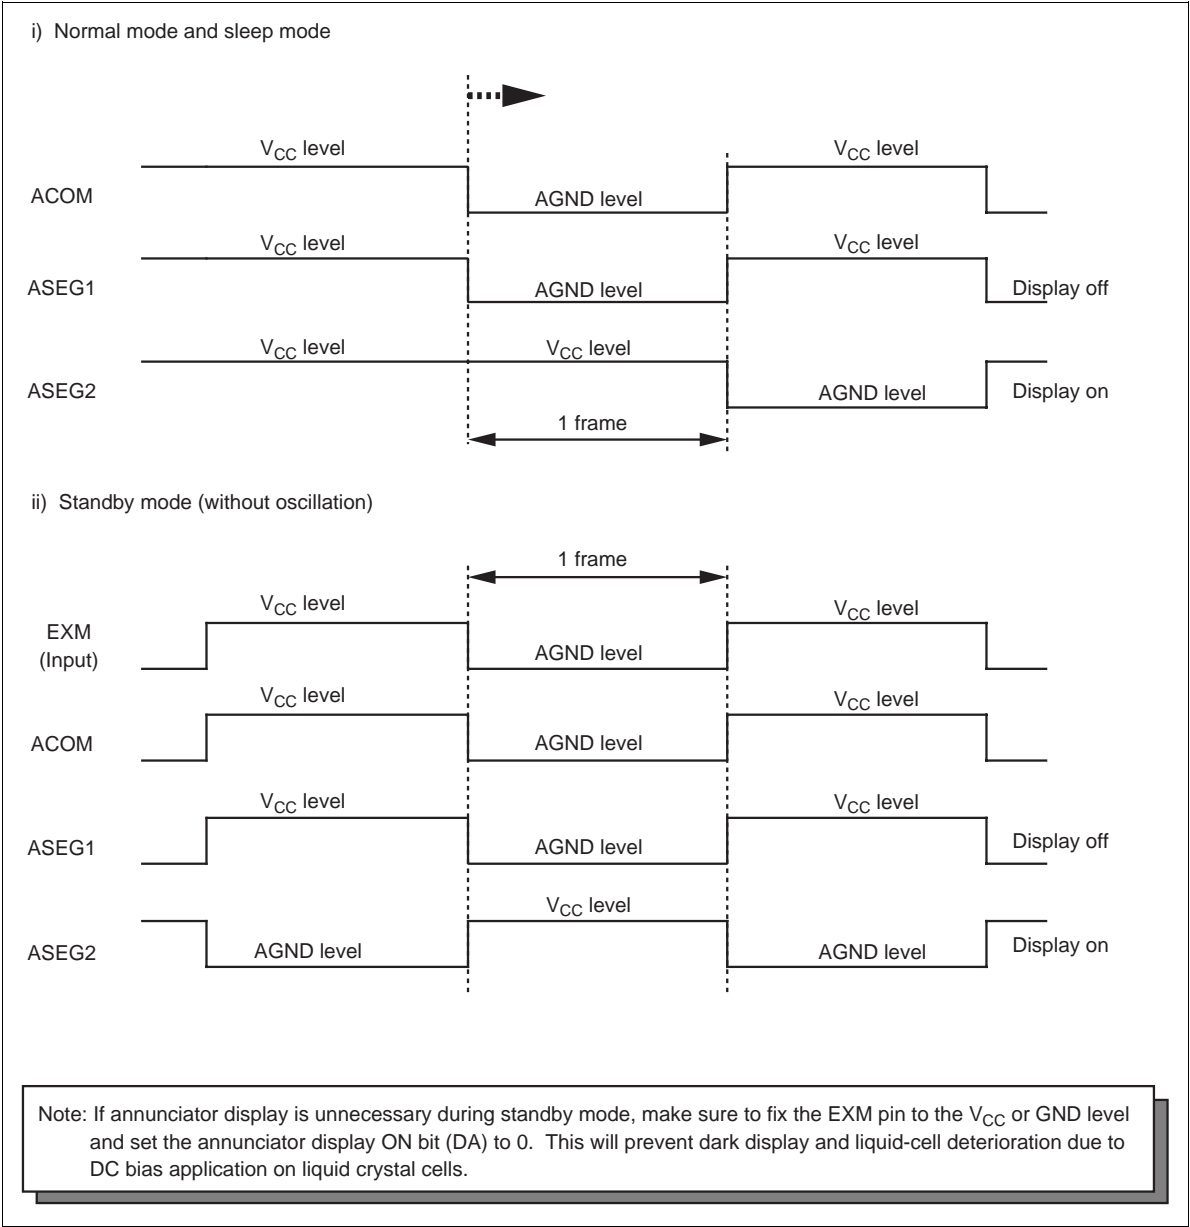 i) Normal mode and sleep mode
VCC level
VCC level
ACOM
AGND level
VCC level
VCC level
ASEG1
AGND level
Display off
VCC level
VCC level
ASEG2
AGND level
Display on
1 frame
ii) Standby mode (without oscillation)
1 frame
VCC level
VCC level
EXM
(Input)
AGND level
VCC level
VCC level
ACOM
AGND level
VCC level
VCC level
ASEG1
AGND level
Display off
VCC level
ASEG2
AGND level
AGND level
Display on
Note: If annunciator display is unnecessary during standby mode, make sure to fix the EXM pin to the VCC or GND level
and set the annunciator display ON bit (DA) to 0. This will prevent dark display and liquid-cell deterioration due to
DC bias application on liquid crystal cells.